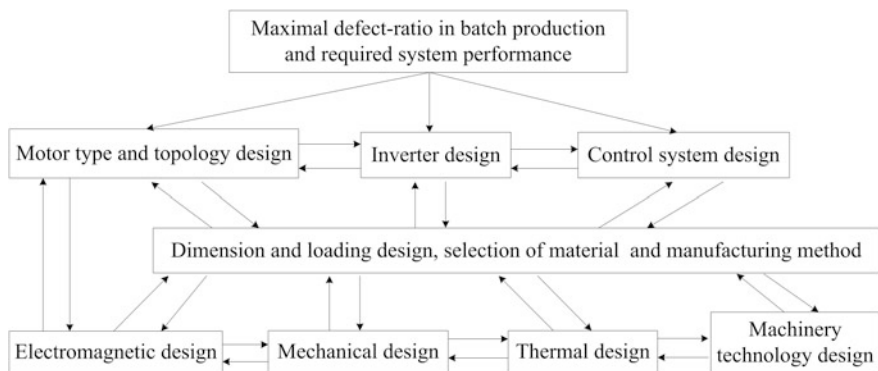 Maximal defect-ratio in batch production
and required system performance
Motor type and topology design
Inverter design
Control system design
Dimension and loading design, selection of material and manufacturing method
Electromagnetic design
Mechanical design
Thermal design
Machinery
technology design